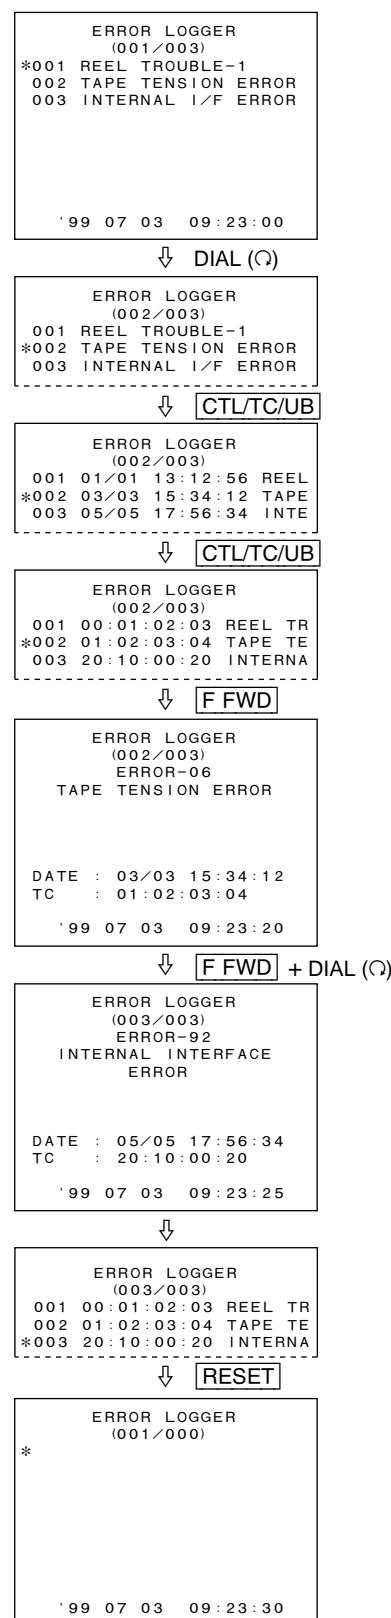 ERROR LOGGER
(001/003)
*001 REEL TROUBLE-1
002 TAPE TENSION ERROR
003 INTERNAL I/F ERROR
'99 07 03 09:23:00
DIAL (↻)
ERROR LOGGER
(002/003)
001 REEL TROUBLE-1
*002 TAPE TENSION ERROR
003 INTERNAL I/F ERROR
CTL/TC/UB
ERROR LOGGER
(002/003)
001 01/01 13:12:56 REEL
*002 03/03 15:34:12 TAPE
003 05/05 17:56:34 INTE
CTL/TC/UB
ERROR LOGGER
(002/003)
001 00:01:02:03 REEL TR
*002 01:02:03:04 TAPE TE
003 20:10:00:20 INTERNA
F FWD
ERROR LOGGER
(002/003)
ERROR-06
TAPE TENSION ERROR
DATE : 03/03 15:34:12
TC : 01:02:03:04
'99 07 03 09:23:20
F FWD + DIAL (↻)
ERROR LOGGER
(003/003)
ERROR-92
INTERNAL INTERFACE
ERROR
DATE : 05/05 17:56:34
TC : 20:10:00:20
'99 07 03 09:23:25
ERROR LOGGER
(003/003)
001 00:01:02:03 REEL TR
002 01:02:03:04 TAPE TE
*003 20:10:00:20 INTERNA
RESET
ERROR LOGGER
(001/000)
*
'99 07 03 09:23:30